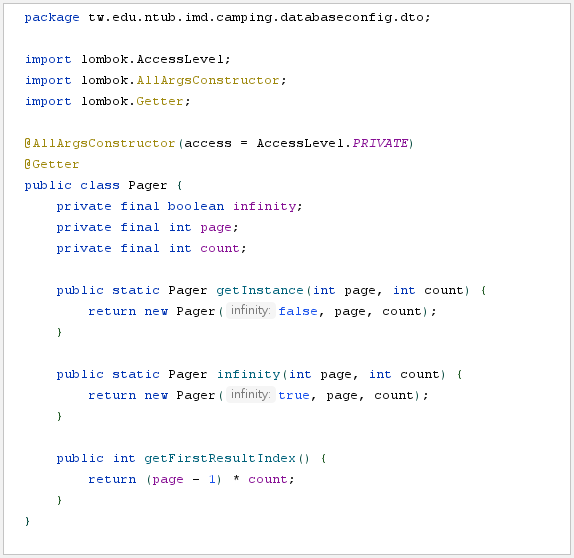 package tw.edu.ntub.imd.camping.databaseconfig.dto;
import lombok.AccessLevel;
import lombok.AllArgsConstructor;
import lombok.Getter;
@AllArgsConstructor(access = AccessLevel.PRIVATE)
@Getter
public class Pager {
    private final boolean infinity;
    private final int page;
    private final int count;
    public static Pager getInstance(int page, int count) {
        return new Pager( infinity: false, page, count);
    }
    public static Pager infinity(int page, int count) {
        return new Pager( infinity: true, page, count);
    }
    public int getFirstResultIndex() {
        return (page - 1) * count;
    }
}